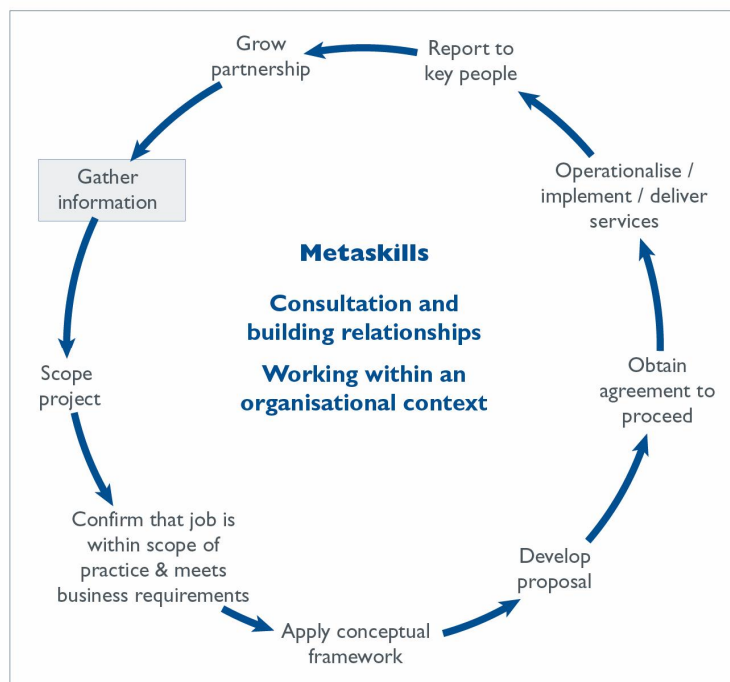 Grow
partnership
Report to
key people
Gather
information
Operationalise /
implement / deliver
services
Metaskills
Consultation and
building relationships
Working within an
organisational context
Scope
project
Obtain
agreement to
proceed
Confirm that job is
within scope of
practice & meets
business requirements
Develop
proposal
Apply conceptual
framework